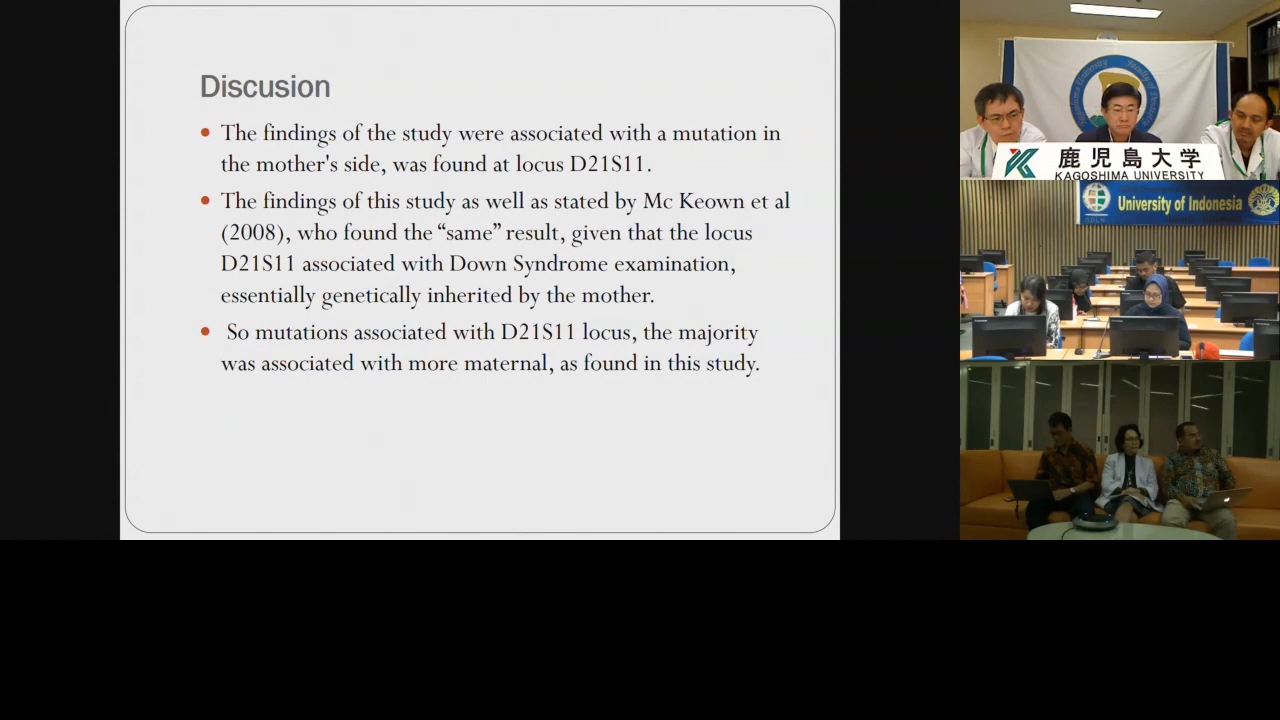 Discusion
The findings of the study were associated with a mutation in
the mother's side, was found at locus D21S11.
The findings of this study as well as stated by Mc Keown et al
(2008), who found the “same” result, given that the locus
D21S11 associated with Down Syndrome examination,
essentially genetically inherited by the mother.
So mutations associated with D21S11 locus, the majority
was associated with more maternal, as found in this study.
鹿児島大学
KAGOSHIMA UNIVERSITY
University of Indonesia